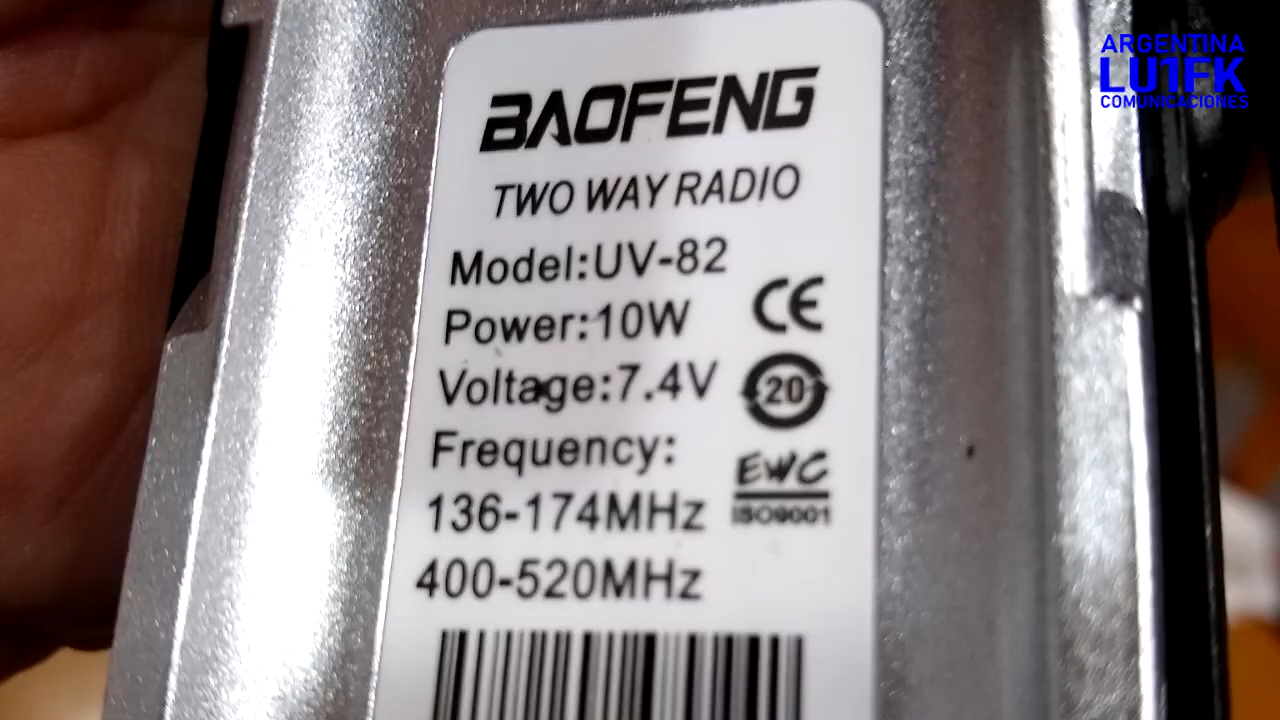 ARGENTINA
LU1FK
COMUNICACIONES
BAOFENG
TWO WAY RADIO
Model:UV-82
Power:10W
CE
Voltage:7.4V
20
Frequency:
EWC
136-174MHz
ISO9001
400-520MHz